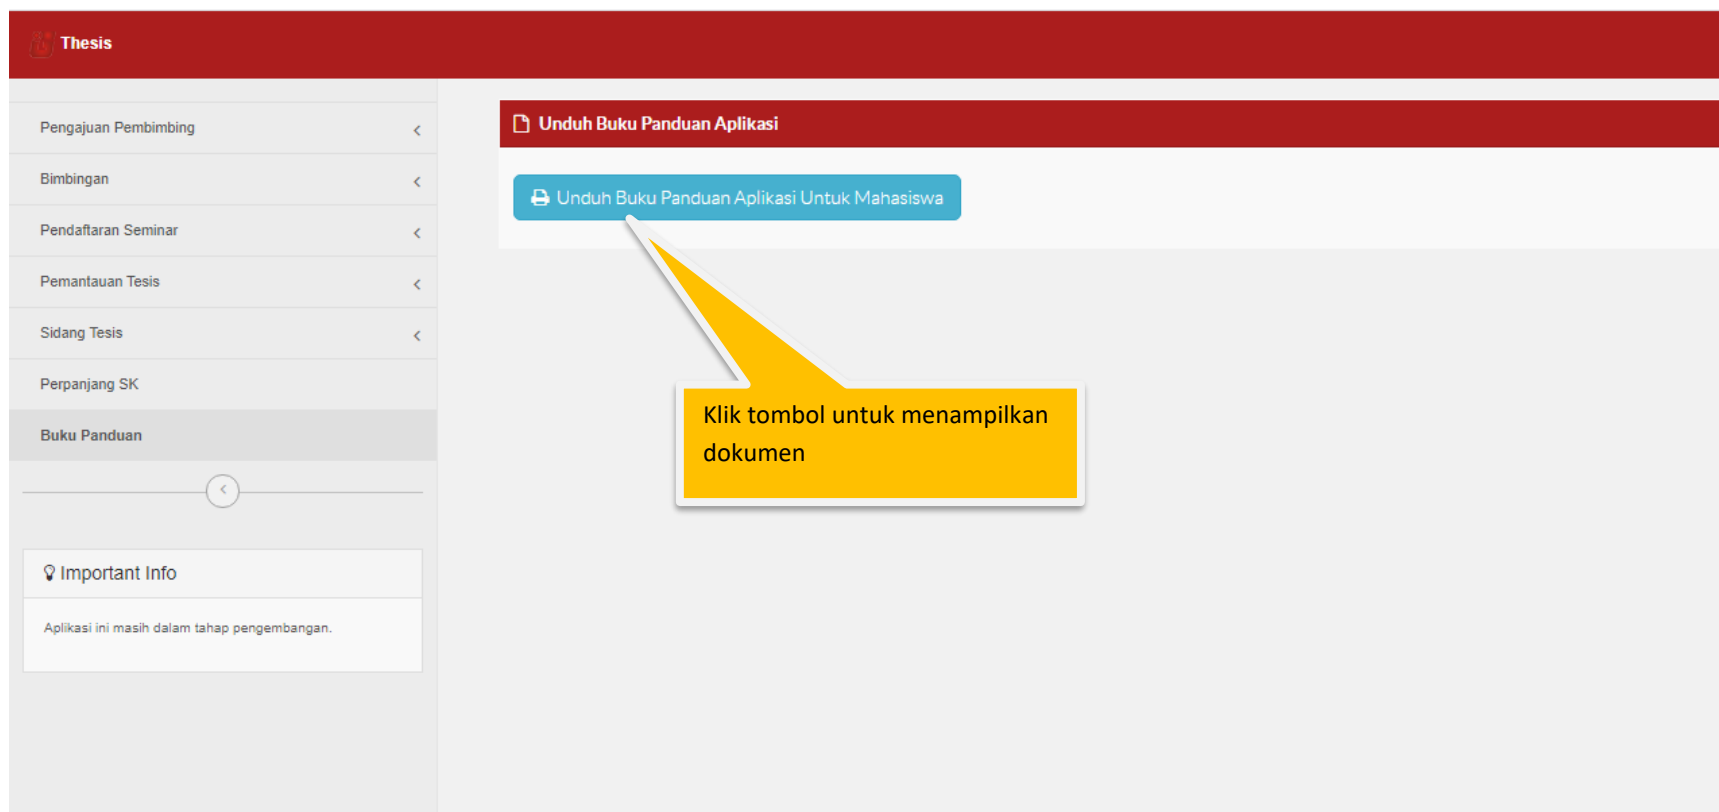 Thesis
Pengajuan Pembimbing
Bimbingan
Pendaftaran Seminar
Pemantauan Tesis
Sidang Tesis
Perpanjang SK
Buku Panduan
Important Info
Aplikasi ini masih dalam tahap pengembangan.
Unduh Buku Panduan Aplikasi
Unduh Buku Panduan Aplikasi Untuk Mahasiswa
Klik tombol untuk menampilkan
dokumen